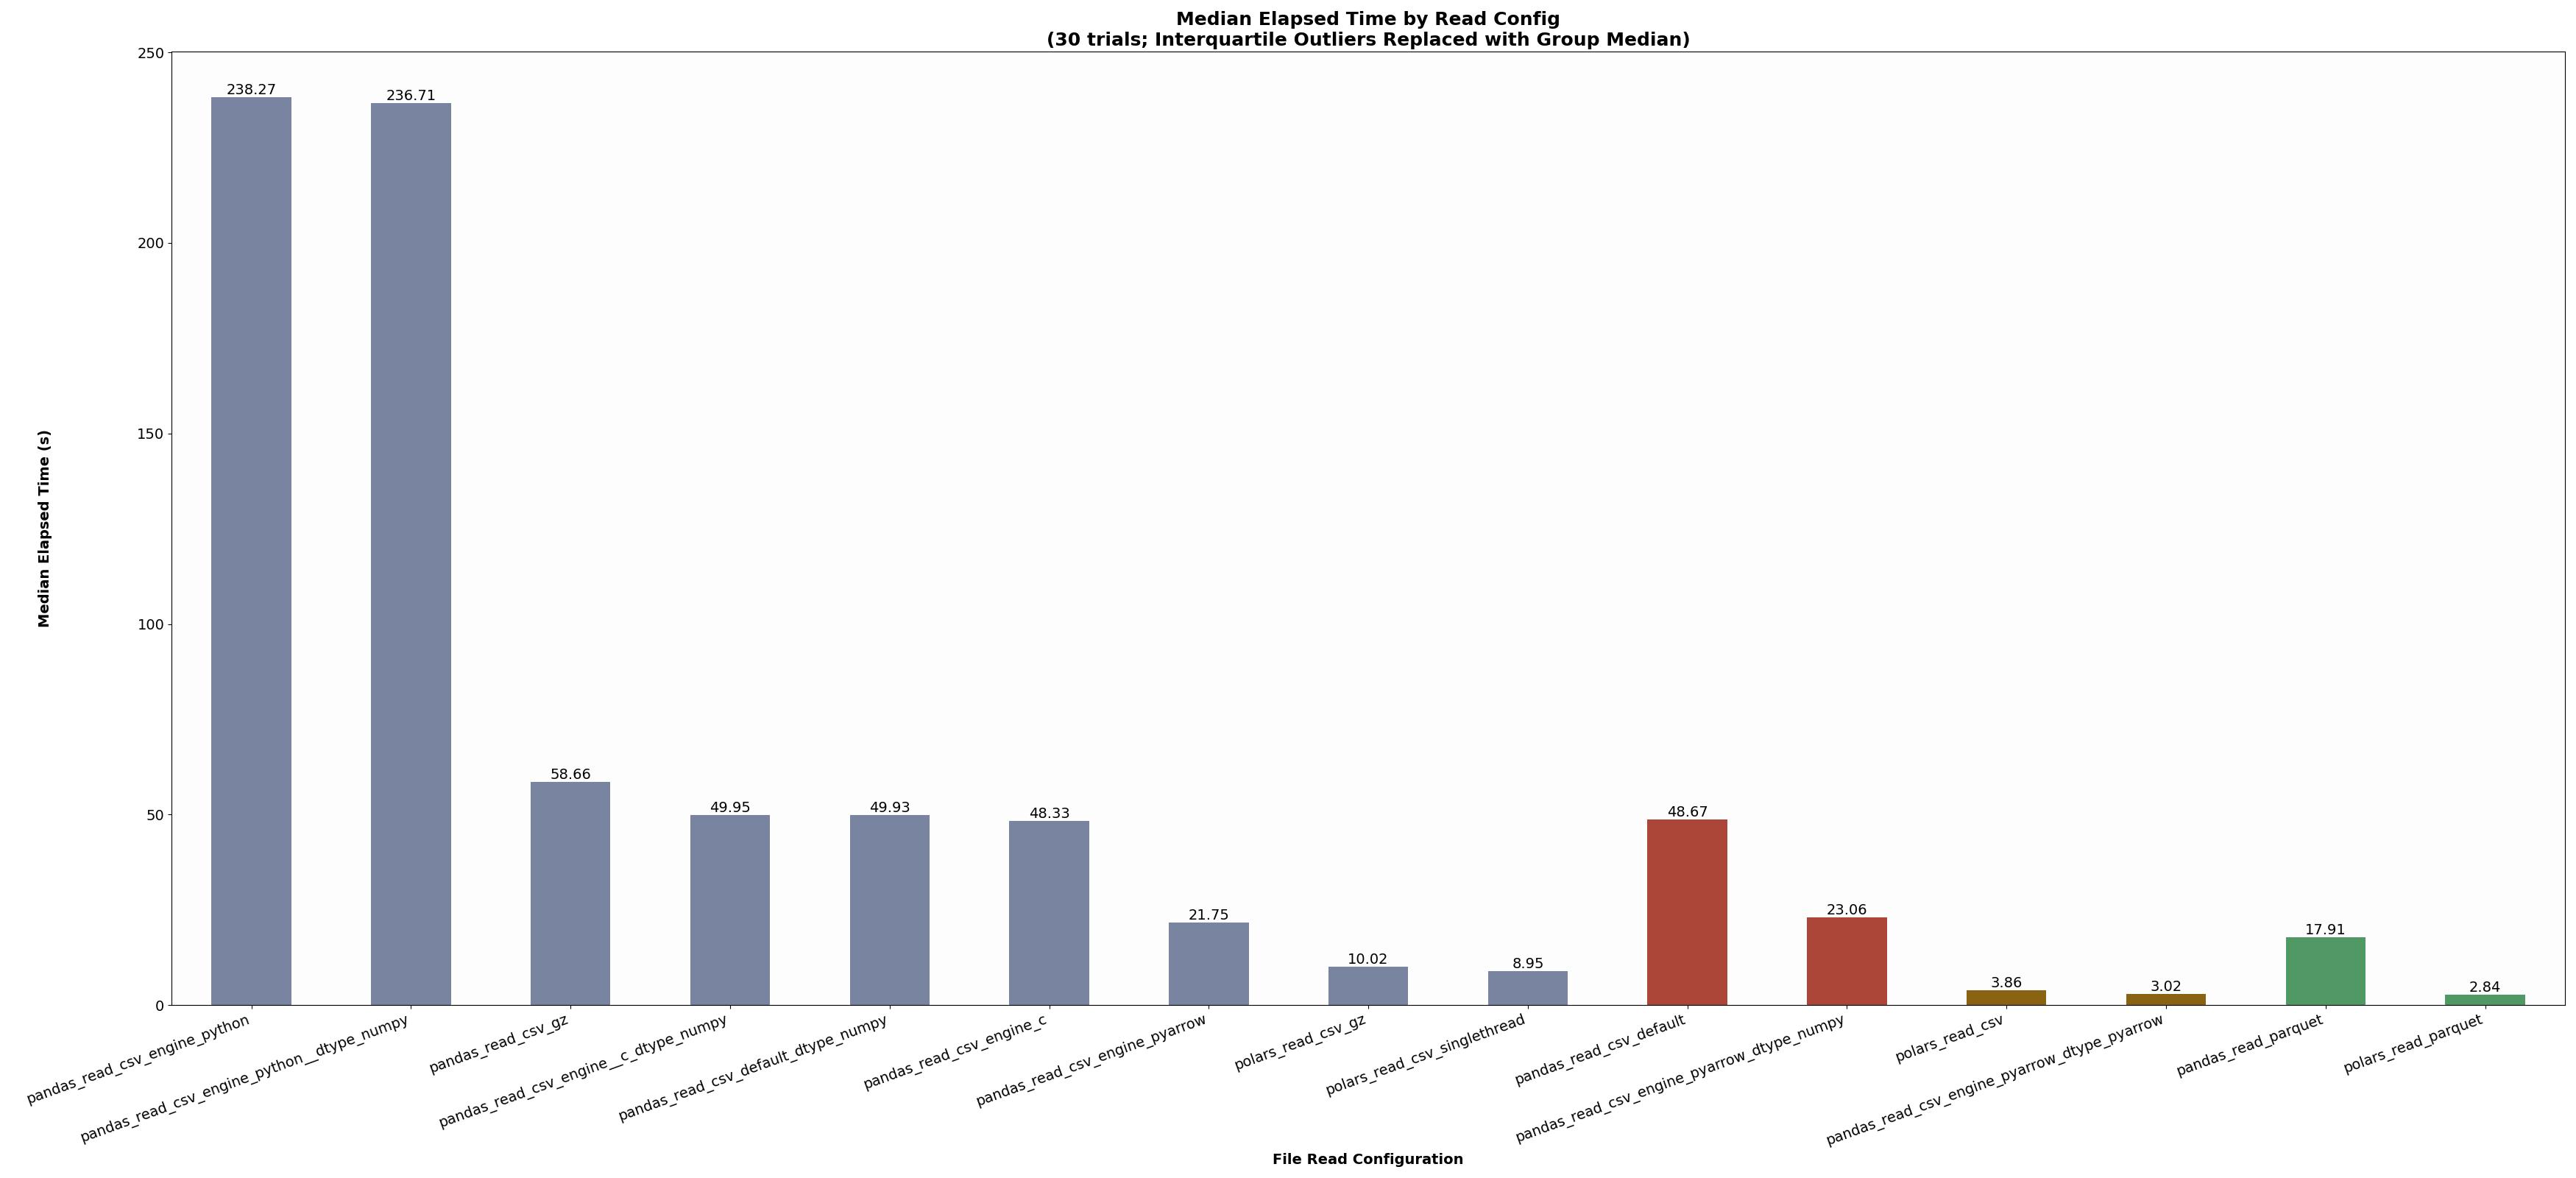 Median Elapsed Time by Read Config
(30 trials; Interquartile Outliers Replaced with Group Median)
Median Elapsed Time (s)
250
200
150
100
50
0
238.27
236.71
58.66
49.95
49.93
48.33
21.75
10.02
8.95
48.67
23.06
3.86
3.02
17.91
2.84
pandas_read_csv_engine_python
pandas_read_csv_engine_python__dtype_numpy
pandas_read_csv_gz
pandas_read_csv_engine__c_dtype_numpy
pandas_read_csv_default_dtype_numpy
pandas_read_csv_engine_c
pandas_read_csv_engine_pyarrow
polars_read_csv_gz
polars_read_csv_singlethread
pandas_read_csv_default
pandas_read_csv_engine_pyarrow_dtype_numpy
polars_read_csv
pandas_read_csv_engine_pyarrow_dtype_pyarrow
pandas_read_parquet
polars_read_parquet
File Read Configuration